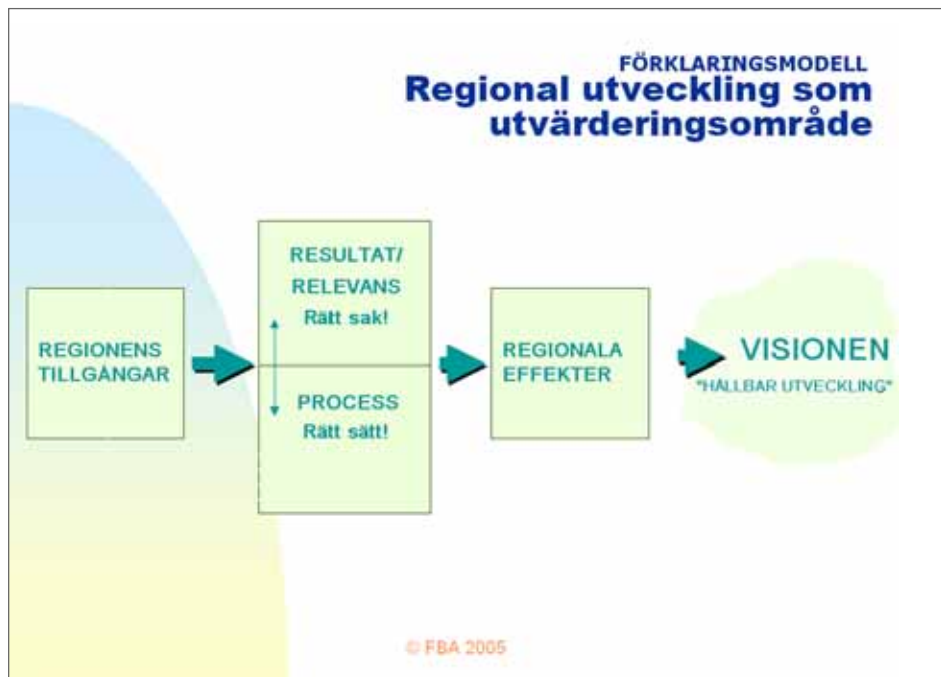 FÖRKLARINGSMODELL
Regional utveckling som
utvärderingsområde
REGIONENS
TILLGÅNGAR
RESULTAT/
RELEVANS
Rätt sak!
PROCESS
Rätt sätt!
REGIONALA
EFFEKTER
VISIONEN
"HÅLLBAR UTVECKLING"
© FBA 2005